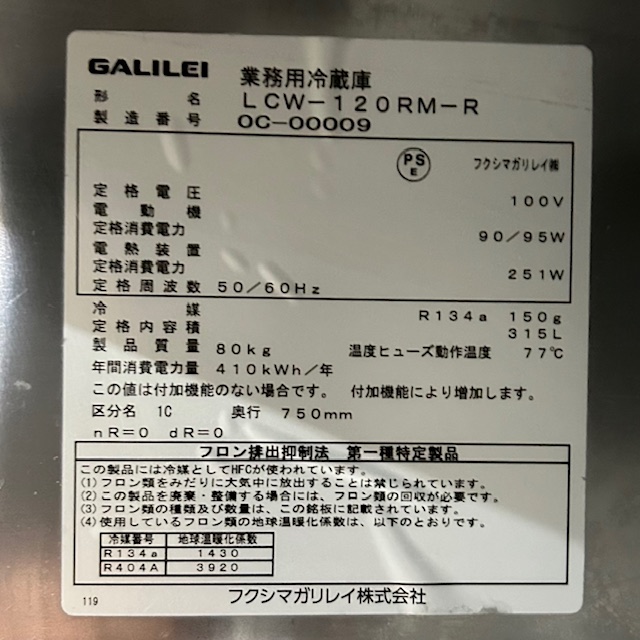 GALILEI 業務用冷蔵庫
形名 LCW-120RM-R
製造番号 0C-00009
PS E フクシマガリレイ㈱
定格電圧 100V
電動機
定格消費電力 90/95W
電熱装置
定格消費電力 251W
定格周波数 50/60Hz
冷媒 R134a 150g
定格内容積 315L
製品質量 80kg 温度ヒューズ動作温度 77℃
年間消費電力量 410kWh/年
この値は付加機能のない場合です。 付加機能により増加します。
区分名 1C 奥行 750mm
nR=0 dR=0
フロン排出抑制法 第一種特定製品
この製品には冷媒としてHFCが使われています。
(1)フロン類をみだりに大気中に放出することは禁じられています。
(2)この製品を廃棄・整備する場合には、フロン類の回収が必要です。
(3)フロン類の種類及び数量は、この銘板に記載されています。
(4)使用しているフロン類の地球温暖化係数は、以下のとおりです。
冷媒番号 地球温暖化係数
R134a 1430
R404A 3920
119 フクシマガリレイ株式会社